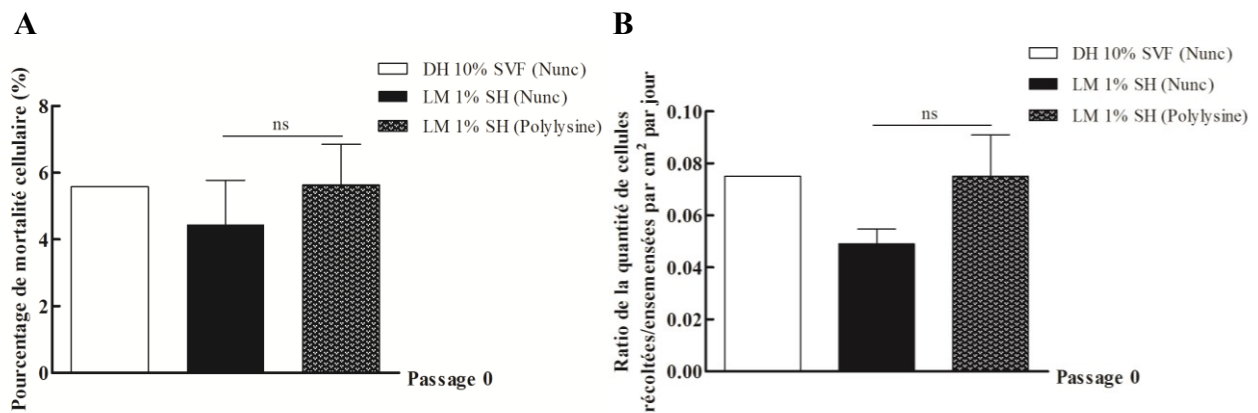 A
DH 10% SVF (Nunc)
LM 1% SH (Nunc)
LM 1% SH (Polylysine)
Pourcentage de mortalité cellulaire (%)
8
6
4
2
0
ns
Passage 0
B
DH 10% SVF (Nunc)
LM 1% SH (Nunc)
LM 1% SH (Polylysine)
Ratio de la quantité de cellules
récoltées/ensemensées par cm² par jour
0.10
0.08
0.06
0.04
0.02
0.00
ns
Passage 0